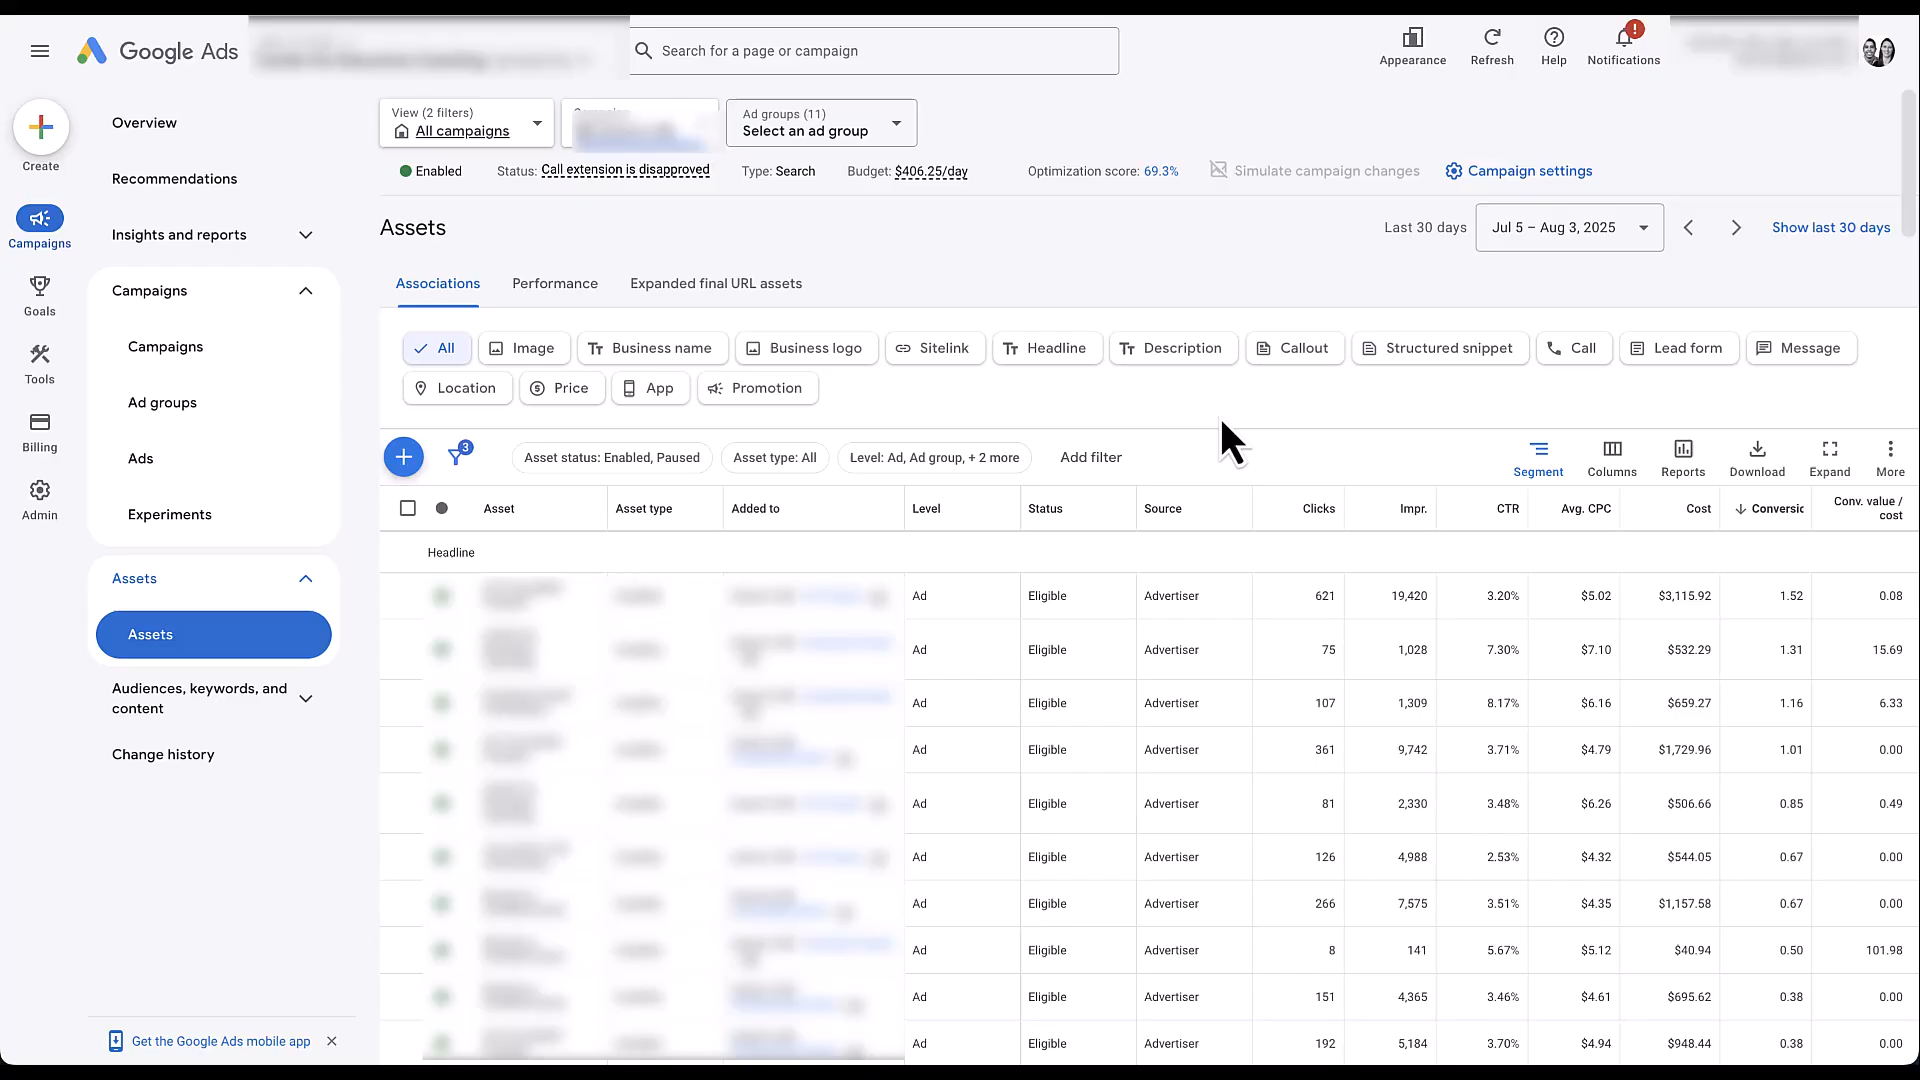 Google Ads
Search for a page or campaign
Appearance
Refresh
Help
!
Notifications
Create
Campaigns
Goals
Tools
Billing
Admin
Overview
Recommendations
Insights and reports
Campaigns
Campaigns
Ad groups
Ads
Experiments
Assets
Assets
Audiences, keywords, and
content
Change history
Get the Google Ads mobile app
View (2 filters)
All campaigns
Ad groups (11)
Select an ad group
Enabled
Status: Call extension is disapproved
Type: Search
Budget: $406.25/day
Optimization score: 69.3%
Simulate campaign changes
Campaign settings
Assets
Last 30 days
Jul 5 – Aug 3, 2025
Show last 30 days
Associations
Performance
Expanded final URL assets
All
Image
Business name
Business logo
Sitelink
Headline
Description
Callout
Structured snippet
Call
Lead form
Message
Location
Price
App
Promotion
3
Asset status: Enabled, Paused
Asset type: All
Level: Ad, Ad group, + 2 more
Add filter
Segment
Columns
Reports
Download
Expand
More
Asset Asset type Added to Level Status Source Clicks Impr. CTR Avg. CPC Cost Conversic Conv. value / cost
Headline
Ad Eligible Advertiser 621 19,420 3.20% $5.02 $3,115.92 1.52 0.08
Ad Eligible Advertiser 75 1,028 7.30% $7.10 $532.29 1.31 15.69
Ad Eligible Advertiser 107 1,309 8.17% $6.16 $659.27 1.16 6.33
Ad Eligible Advertiser 361 9,742 3.71% $4.79 $1,729.96 1.01 0.00
Ad Eligible Advertiser 81 2,330 3.48% $6.26 $506.66 0.85 0.49
Ad Eligible Advertiser 126 4,988 2.53% $4.32 $544.05 0.67 0.00
Ad Eligible Advertiser 266 7,575 3.51% $4.35 $1,157.58 0.67 0.00
Ad Eligible Advertiser 8 141 5.67% $5.12 $40.94 0.50 101.98
Ad Eligible Advertiser 151 4,365 3.46% $4.61 $695.62 0.38 0.00
Ad Eligible Advertiser 192 5,184 3.70% $4.94 $948.44 0.38 0.00